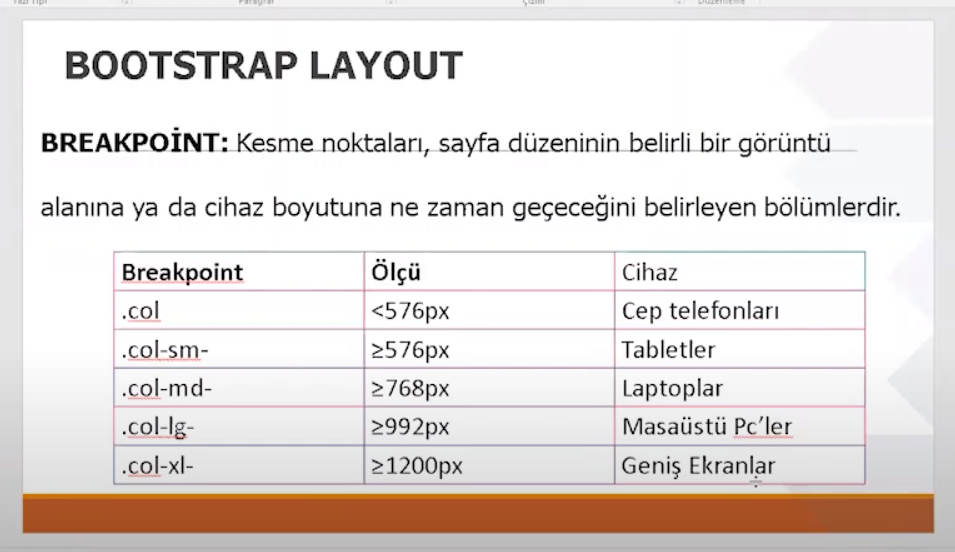 Yazı Tipi Paragraf Çizim Düzenleme
BOOTSTRAP LAYOUT
BREAKPOİNT: Kesme noktaları, sayfa düzeninin belirli bir görüntü
alanına ya da cihaz boyutuna ne zaman geçeceğini belirleyen bölümlerdir.
Breakpoint Ölçü Cihaz
.col <576px Cep telefonları
.col-sm- ≥576px Tabletler
.col-md- ≥768px Laptoplar
.col-lg- ≥992px Masaüstü Pc’ler
.col-xl- ≥1200px Geniş Ekranlar